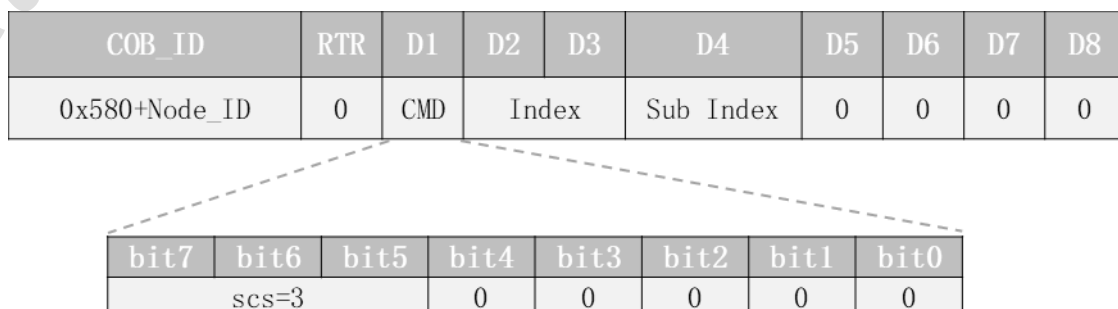 COB_ID RTR D1 D2 D3 D4 D5 D6 D7 D8
0x580+Node_ID 0 CMD Index Sub Index 0 0 0 0
bit7 bit6 bit5 bit4 bit3 bit2 bit1 bit0
scs=3 0 0 0 0 0